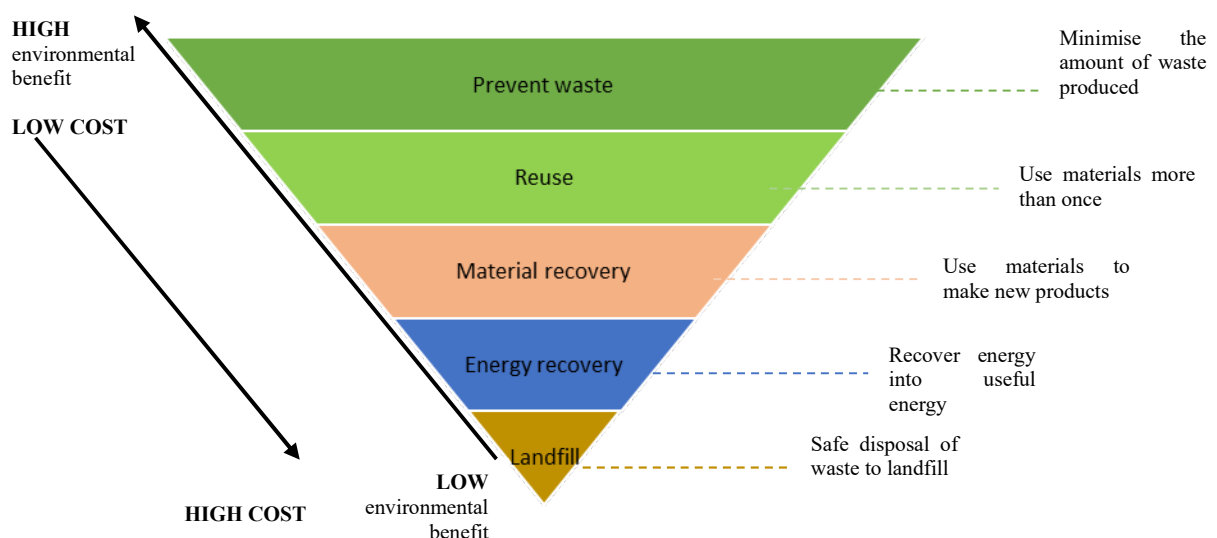 HIGH
environmental
benefit
LOW COST
Prevent waste
Minimise the
amount of waste
produced
Reuse
Use materials more
than once
Material recovery
Use materials to
make new products
Energy recovery
Recover energy
into useful
energy
Landfill
Safe disposal of
waste to landfill
LOW
environmental
benefit
HIGH COST